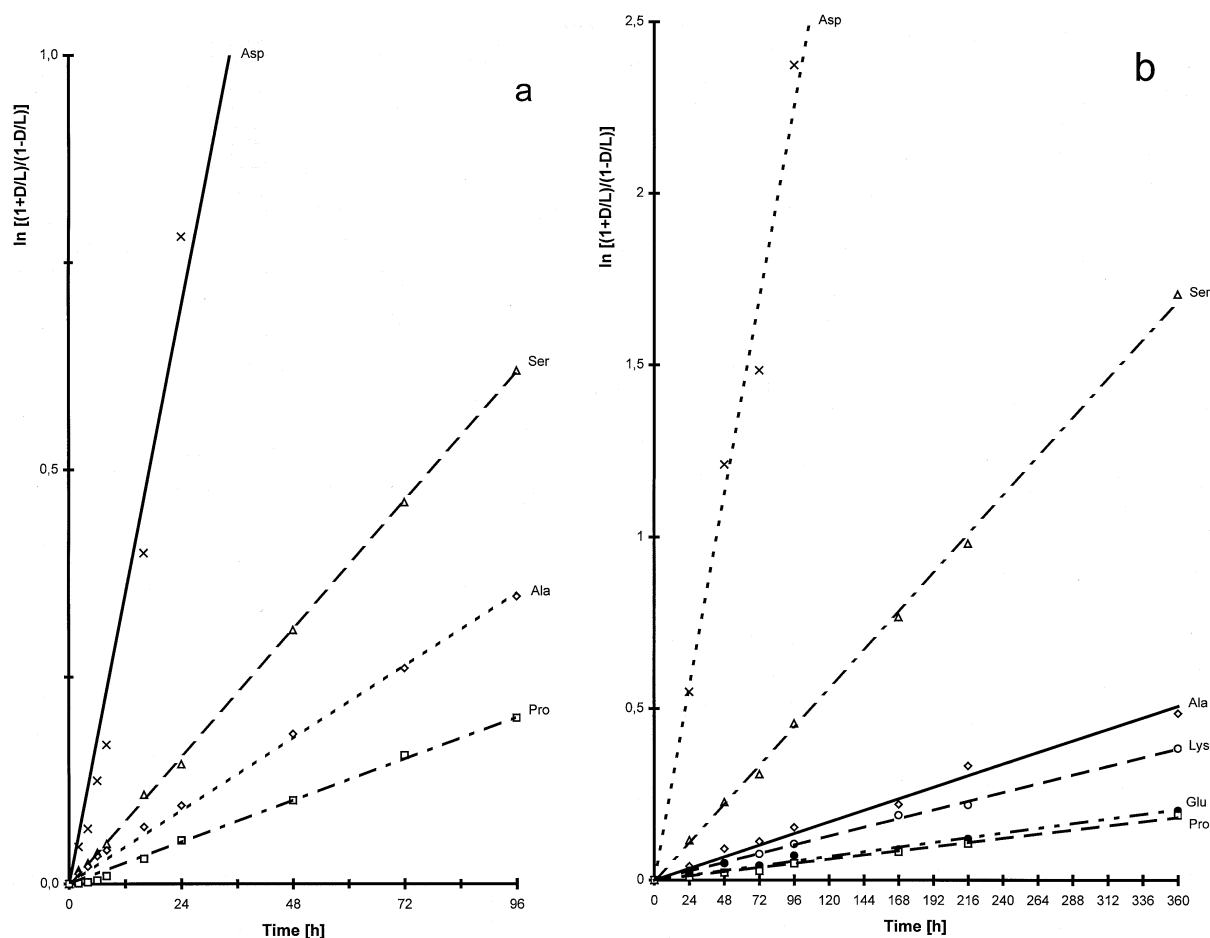 a
ln [(1+D/L)/(1-D/L)]
1,0
0,5
0,0
Asp
Ser
Ala
Pro
0 24 48 72 96
Time [h]
b
ln [(1+D/L)/(1-D/L)]
2,5
2
1,5
1
0,5
0
Asp
Ser
Ala
Lys
Glu
Pro
0 24 48 72 96 120 144 168 192 216 240 264 288 312 336 360
Time [h]